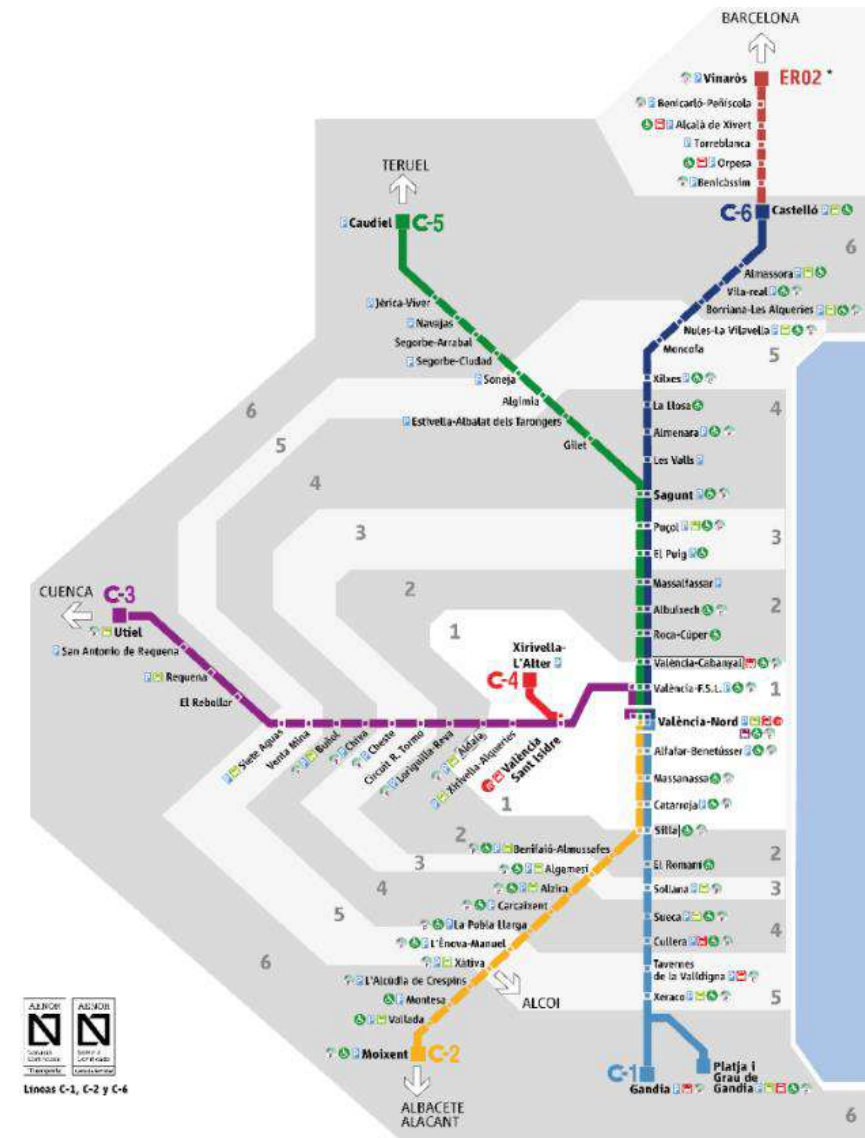 BARCELONA
Vinaròs ER02 *
Benicarló-Peñíscola
Alcalà de Xivert
Torreblanca
Orpesa
Benicàssim
TERUEL
Caudiel C-5
C-6 Castelló
6
Almassora
Vila-real
Borriana-Les Alqueries
Nules-La Vilavella
Moncofa
5
Xilxes
La Llosa
4
Almenara
Les Valls
Sagunt
Jérica-Viver
Navajas
Segorbe-Arrabal
Segorbe-Ciudad
Soneja
Algimia
Estivella-Albalat dels Tarongers
Gilet
6
5
4
3
2
1
Puçol
3
El Puig
Massalfassar
Albuixech
2
Roca-Cúper
València-Cabanyal
València-F.S.L.
1
València-Nord
CUENCA
C-3
Utiel
San Antonio de Requena
Requena
El Rebollar
Siete Aguas
Venta Mina
Buñol
Chiva
Cheste
Circuit R. Tormo
Loriguilla-Reva
Aldaia
Xirivella-Alqueries
València
Sant Isidre
Xirivella-
L'Alter
C-4
Alfafar-Benetússer
Massanassa
Catarroja
Silla
1
2
3
4
5
6
El Romaní
2
Sollana
3
Sueca
4
Cullera
Tavernes
de la Valldigna
Xeraco
5
Benifaió-Almussafes
Algemesí
Alzira
Carcaixent
La Pobla Llarga
L'Ènova-Manuel
Xàtiva
L'Alcúdia de Crespins
Montesa
Vallada
Moixent C-2
ALCOI
ALBACETE
ALACANT
C-1
Gandia
Platja i
Grau de
Gandia
6
AENOR AENOR
Líneas C-1, C-2 y C-6